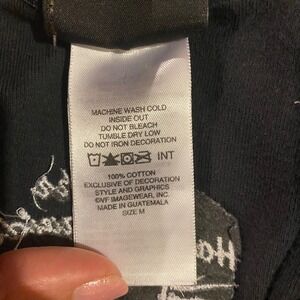 MACHINE WASH COLD
INSIDE OUT
DO NOT BLEACH
TUMBLE DRY LOW
DO NOT IRON DECORATION
INT
100% COTTON
EXCLUSIVE OF DECORATION
STYLE AND GRAPHICS
©VF IMAGEWEAR, INC.
MADE IN GUATEMALA
SIZE M